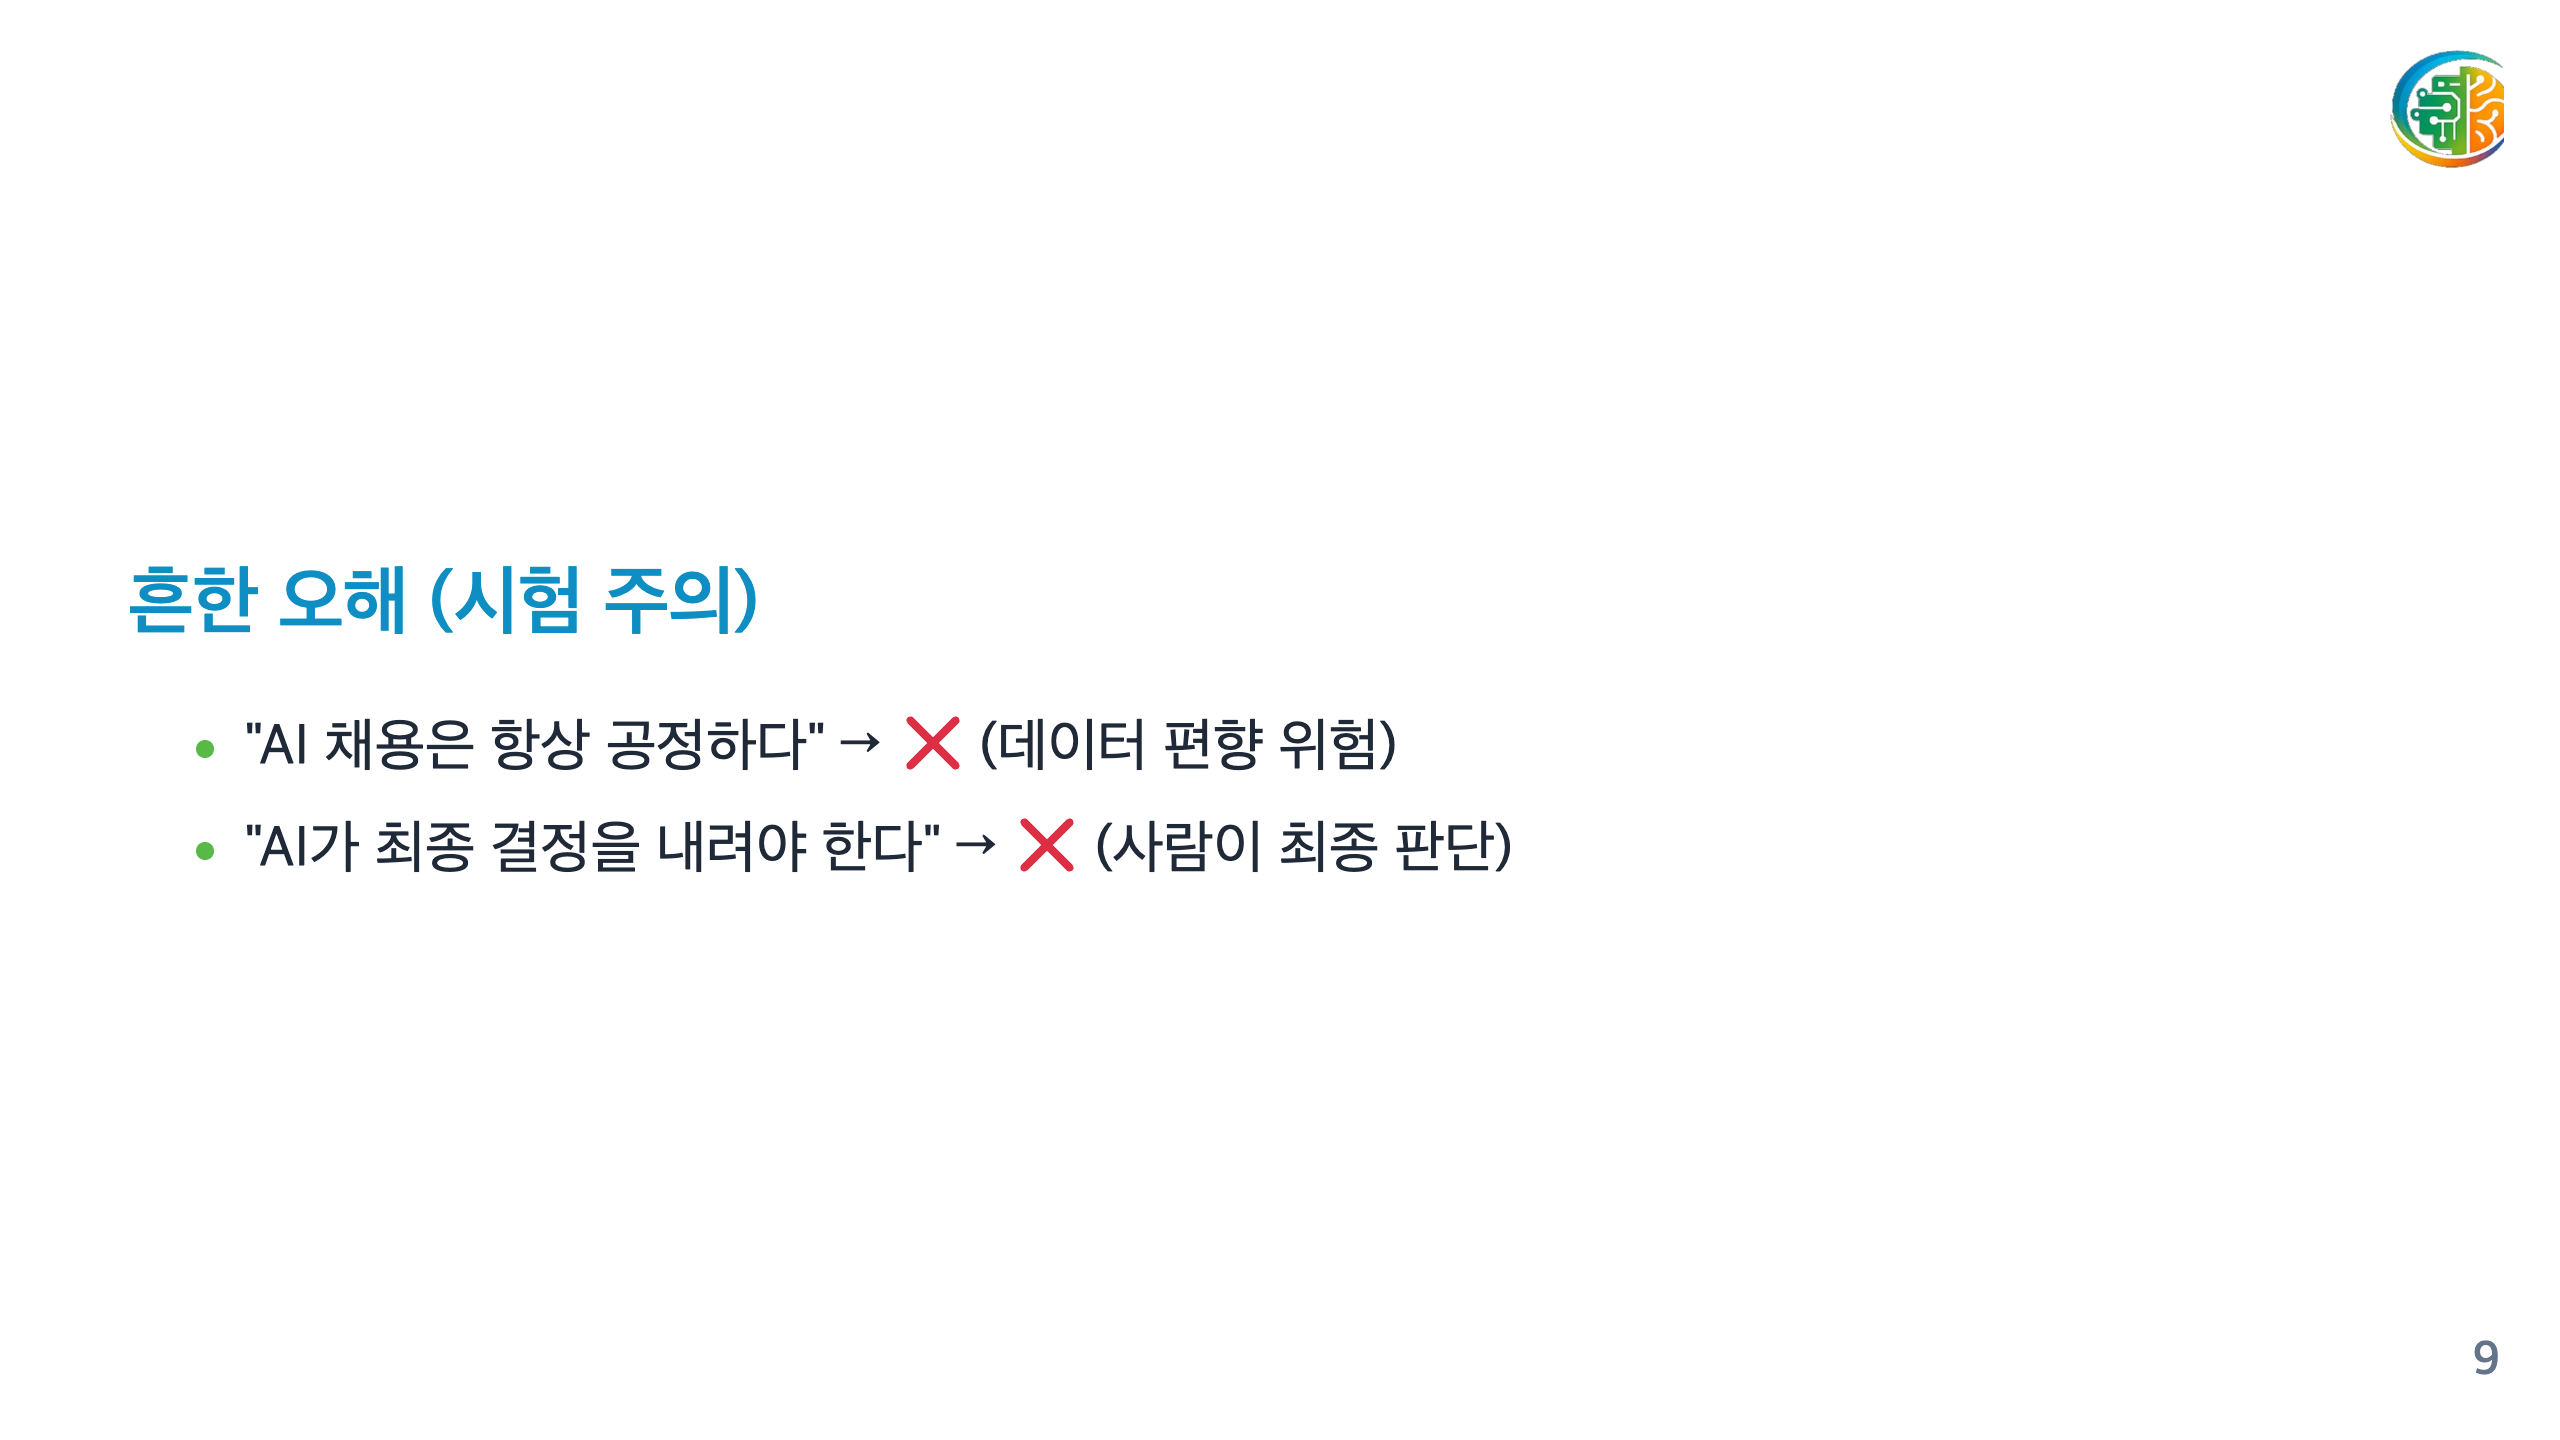 흔한 오해 (시험 주의)
• "AI 채용은 항상 공정하다" → ❌ (데이터 편향 위험)
• "AI가 최종 결정을 내려야 한다" → ❌ (사람이 최종 판단)
9